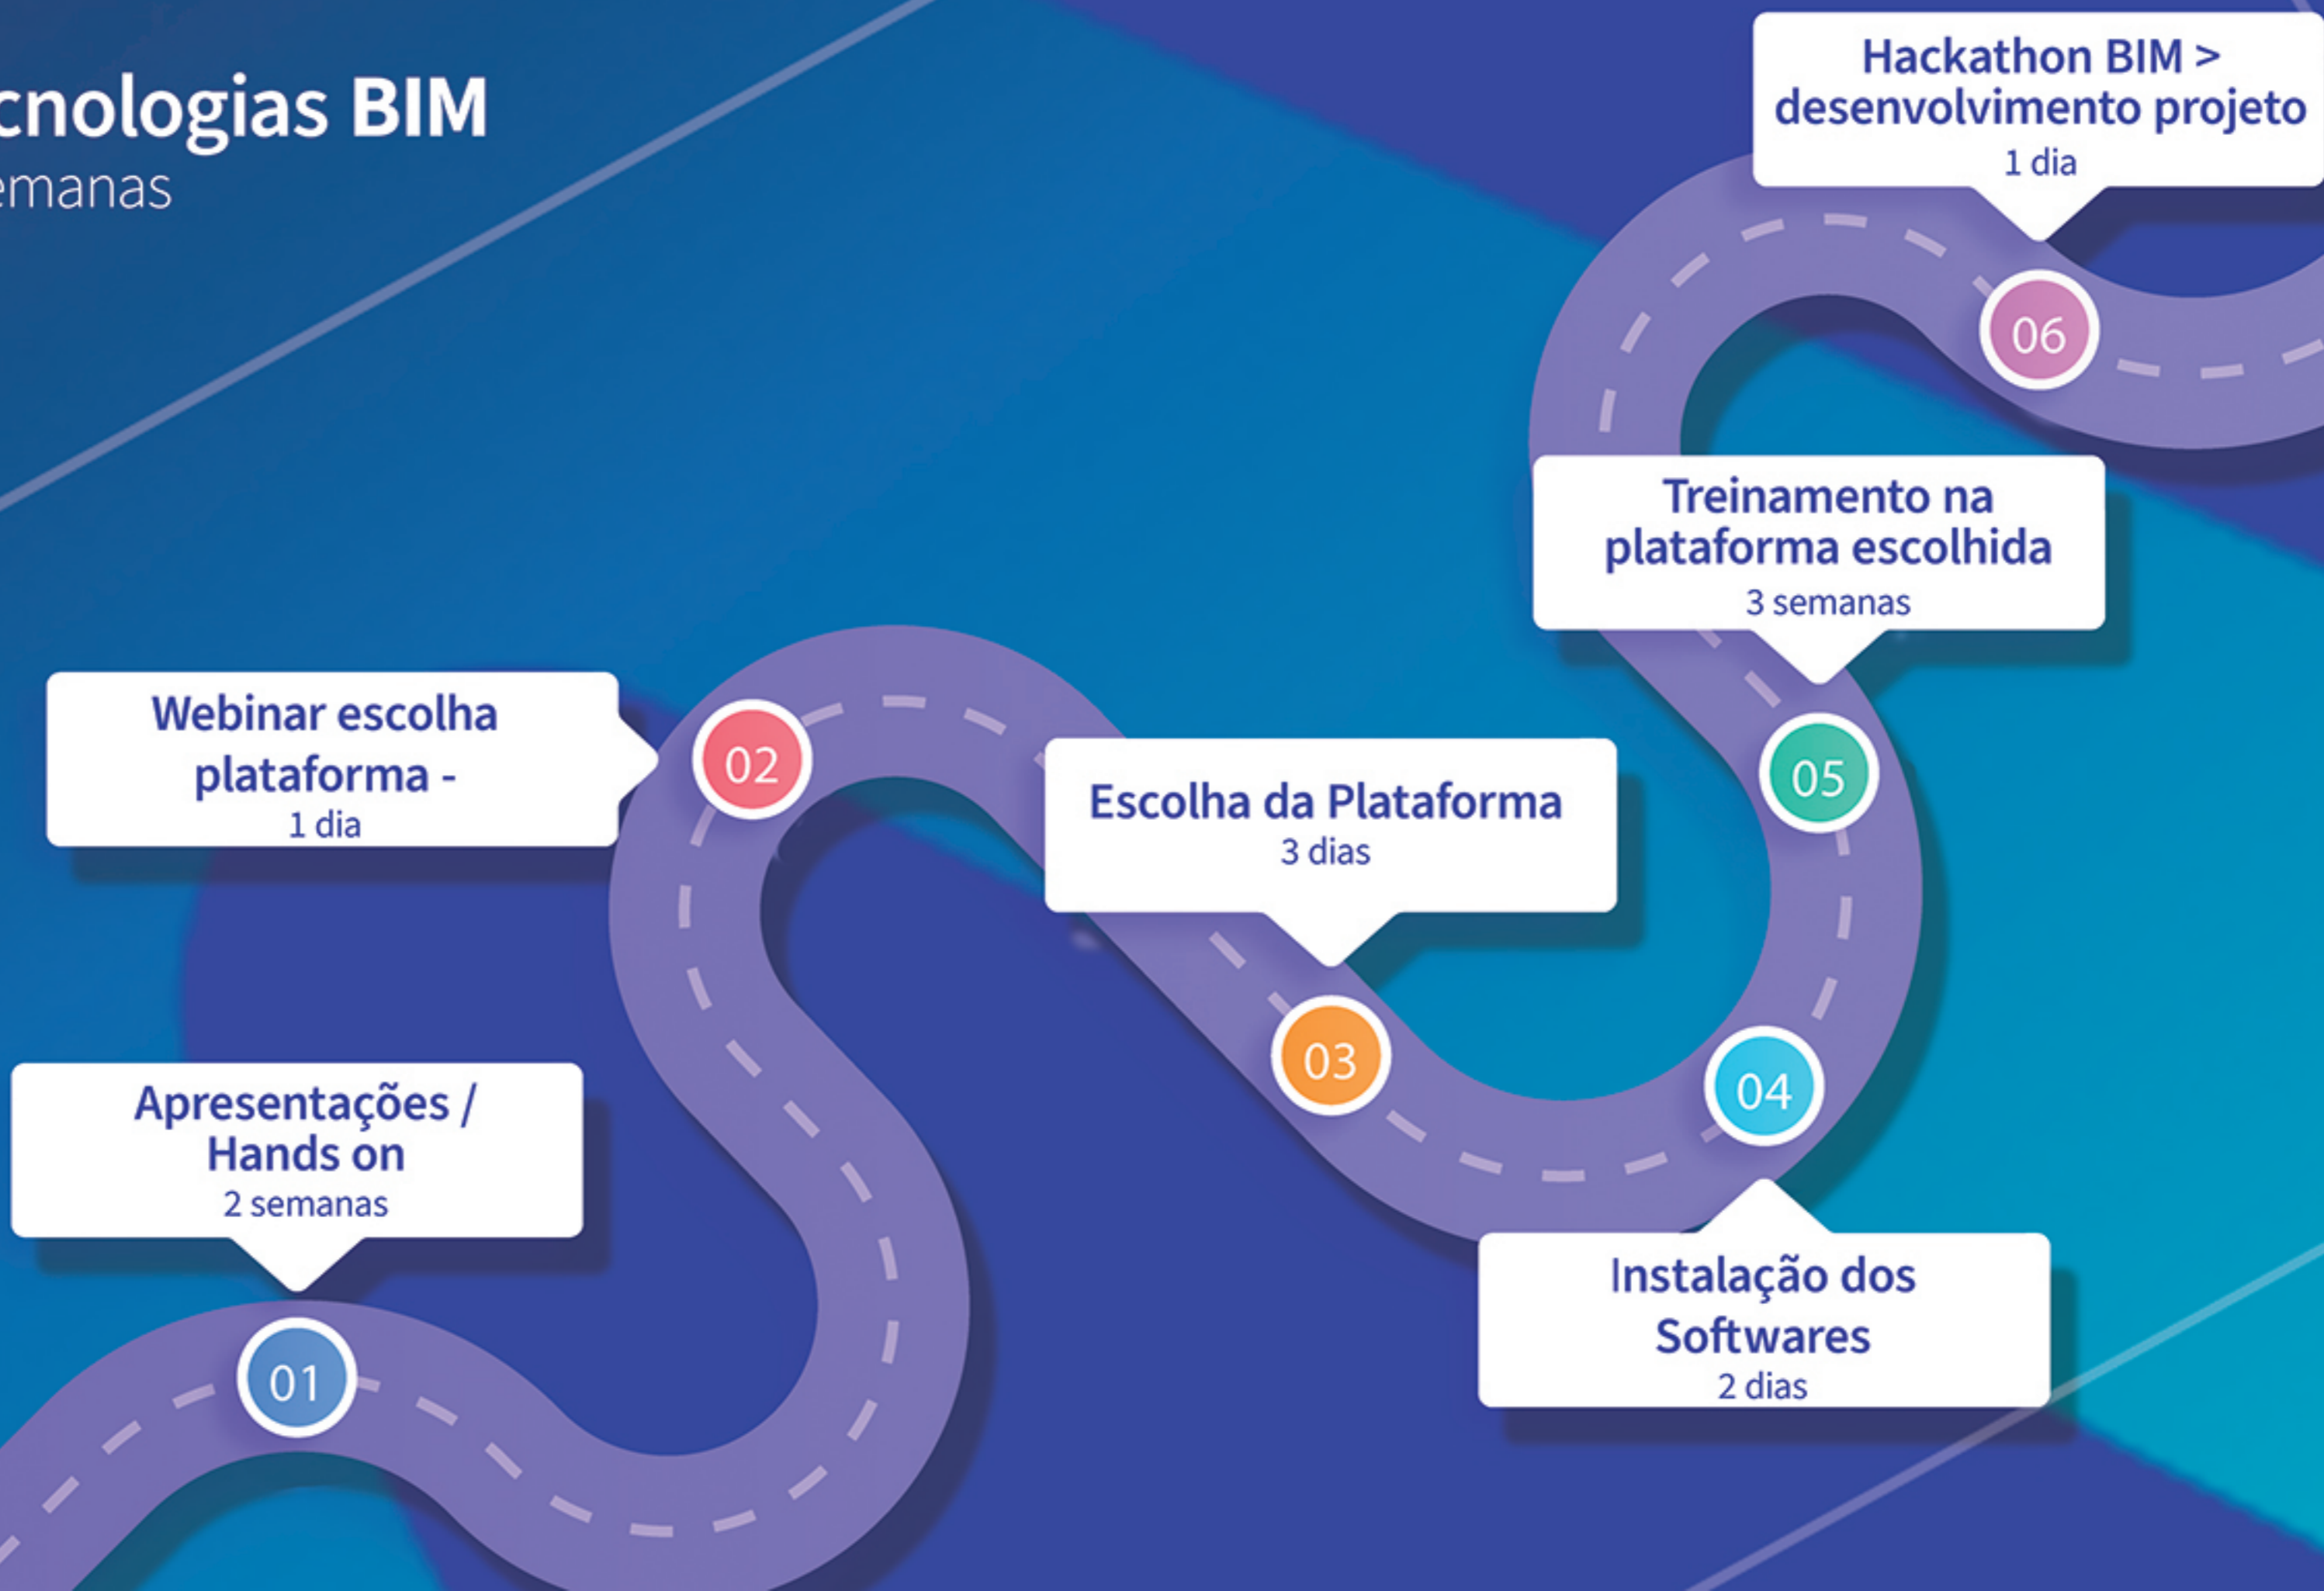 cnologias BIM
emanas
Hackathon BIM >
desenvolvimento projeto
1 dia
06
Treinamento na
plataforma escolhida
3 semanas
05
Webinar escolha
plataforma -
1 dia
02
Escolha da Plataforma
3 dias
03
04
Instalação dos
Softwares
2 dias
Apresentações /
Hands on
2 semanas
01